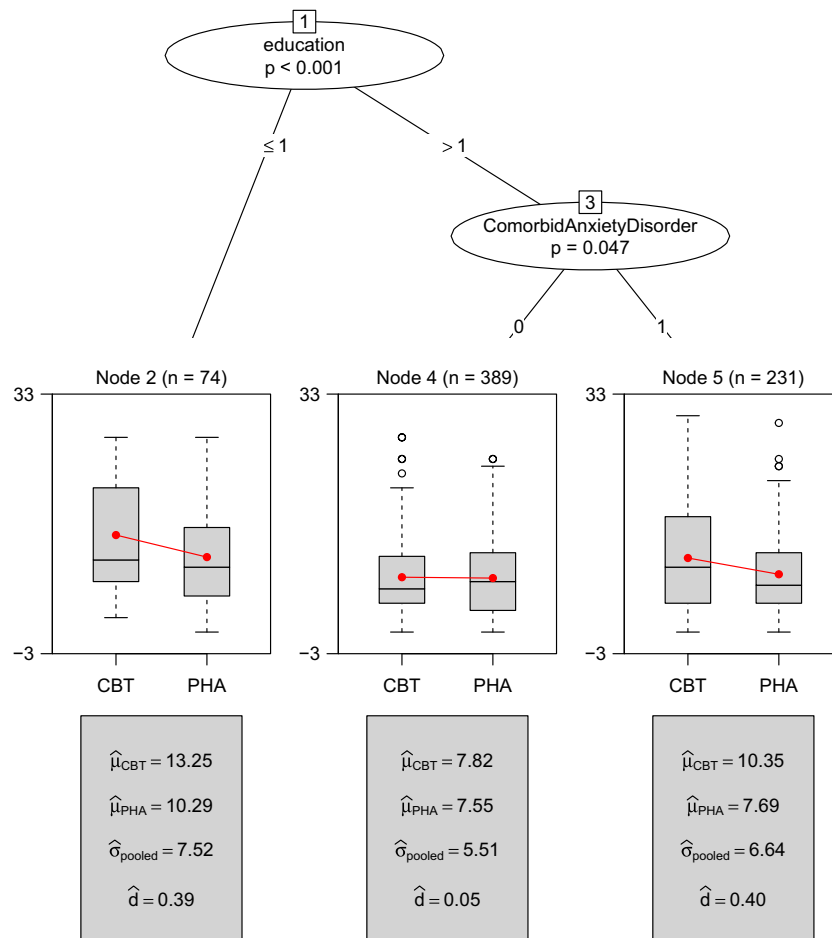 1
education
p < 0.001
≤ 1
> 1
3
ComorbidAnxietyDisorder
p = 0.047
0
1
Node 2 (n = 74)
33
−3
CBT
PHA
Node 4 (n = 389)
33
−3
CBT
PHA
Node 5 (n = 231)
33
−3
CBT
PHA
μ̂CBT = 13.25
μ̂PHA = 10.29
σ̂pooled = 7.52
d̂ = 0.39
μ̂CBT = 7.82
μ̂PHA = 7.55
σ̂pooled = 5.51
d̂ = 0.05
μ̂CBT = 10.35
μ̂PHA = 7.69
σ̂pooled = 6.64
d̂ = 0.40